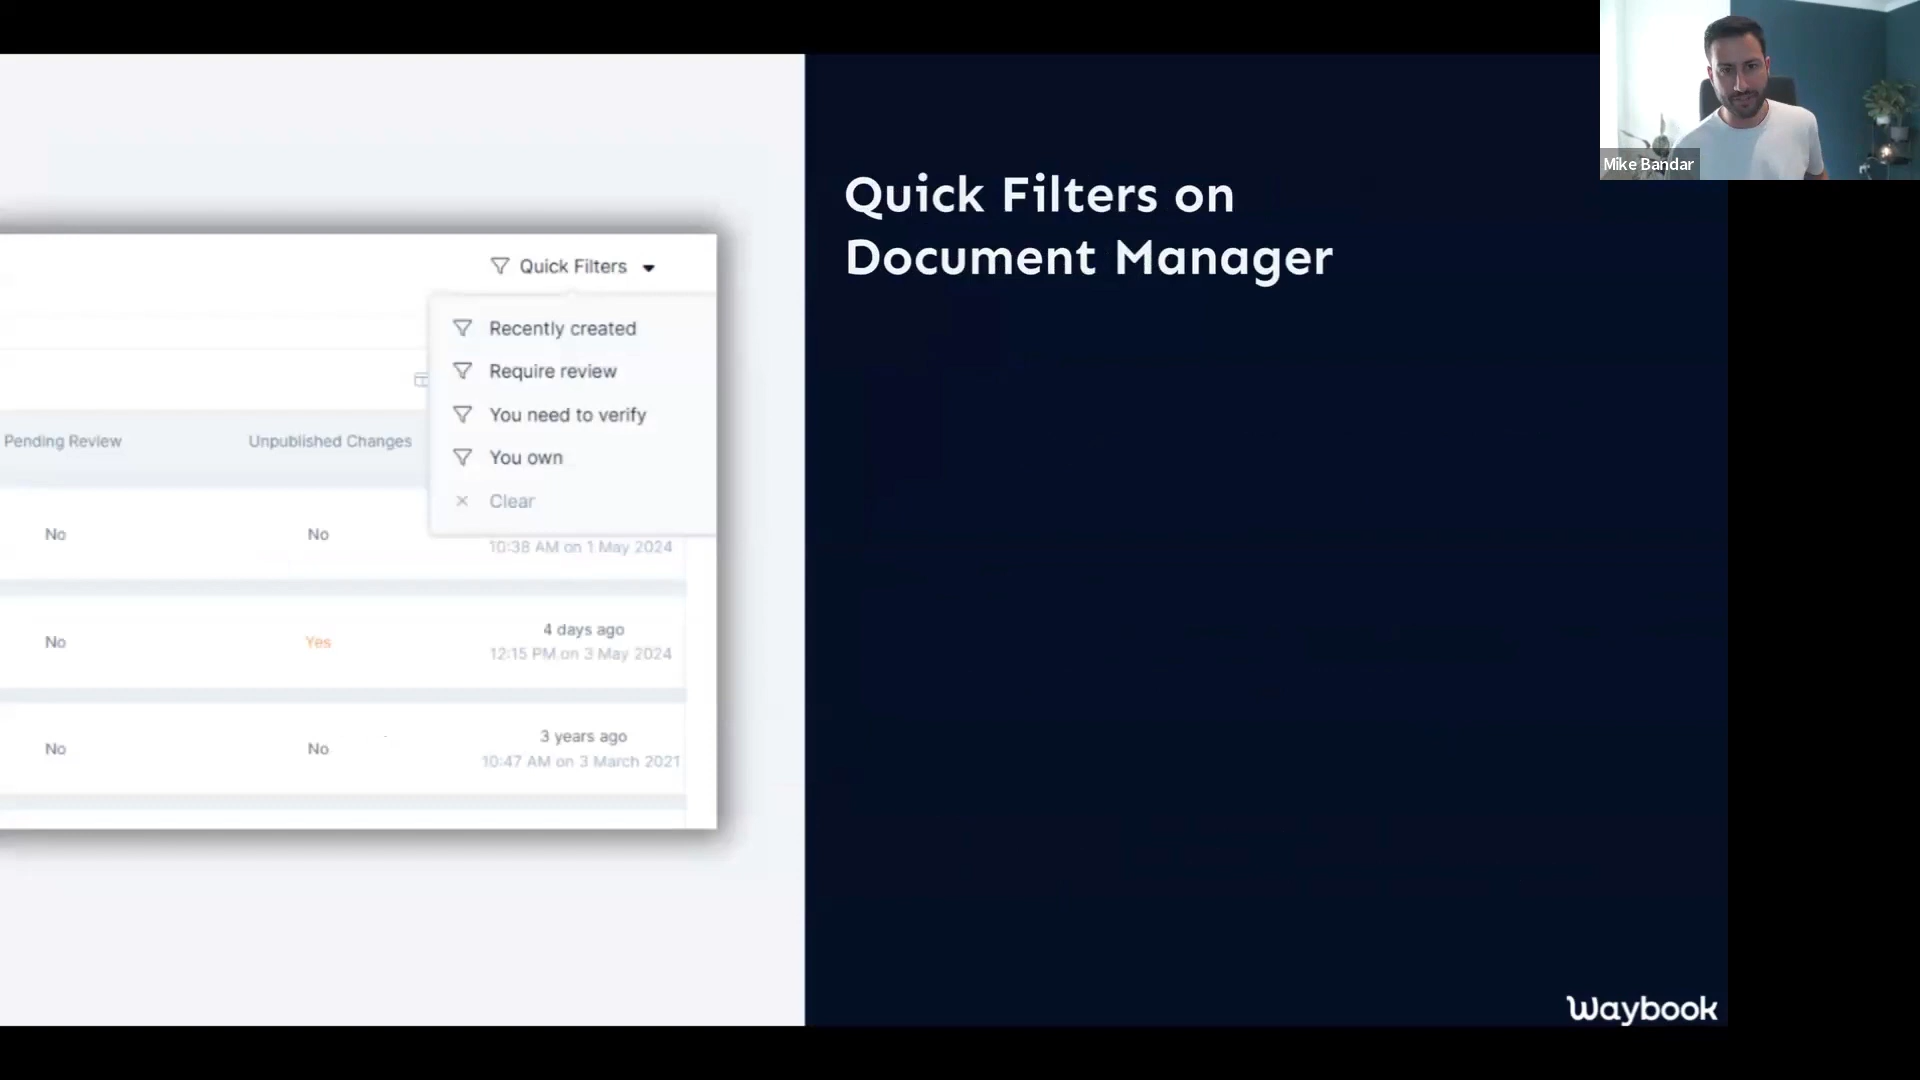 Mike Bandar
Quick Filters on
Document Manager
Quick Filters
Recently created
Require review
You need to verify
You own
Clear
Pending Review Unpublished Changes
No No
10:38 AM on 1 May 2024
No Yes 4 days ago
12:15 PM on 3 May 2024
No No 3 years ago
10:47 AM on 3 March 2021
Waybook